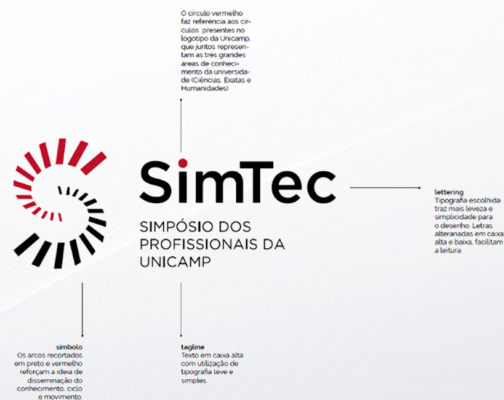 O círculo vermelho
faz referência aos cír-
culos presentes no
logotipo da Unicamp,
que juntos represen-
tam as três grandes
áreas de conheci-
mento da universida-
de (Ciências, Exatas e
Humanidades)
SimTec
SIMPÓSIO DOS
PROFISSIONAIS DA
UNICAMP
lettering
Tipografia escolhida
traz mais leveza e
simplicidade para
o desenho. Letras
alteranadas em caixa
alta e baixa, facilitam
a leitura
símbolo
Os arcos recortados
em preto e vermelho
reforçam a ideia de
disseminação do
conhecimento, ciclo
e movimento.
tagline
Texto em caixa alta
com utilização de
tipografia leve e
simples.